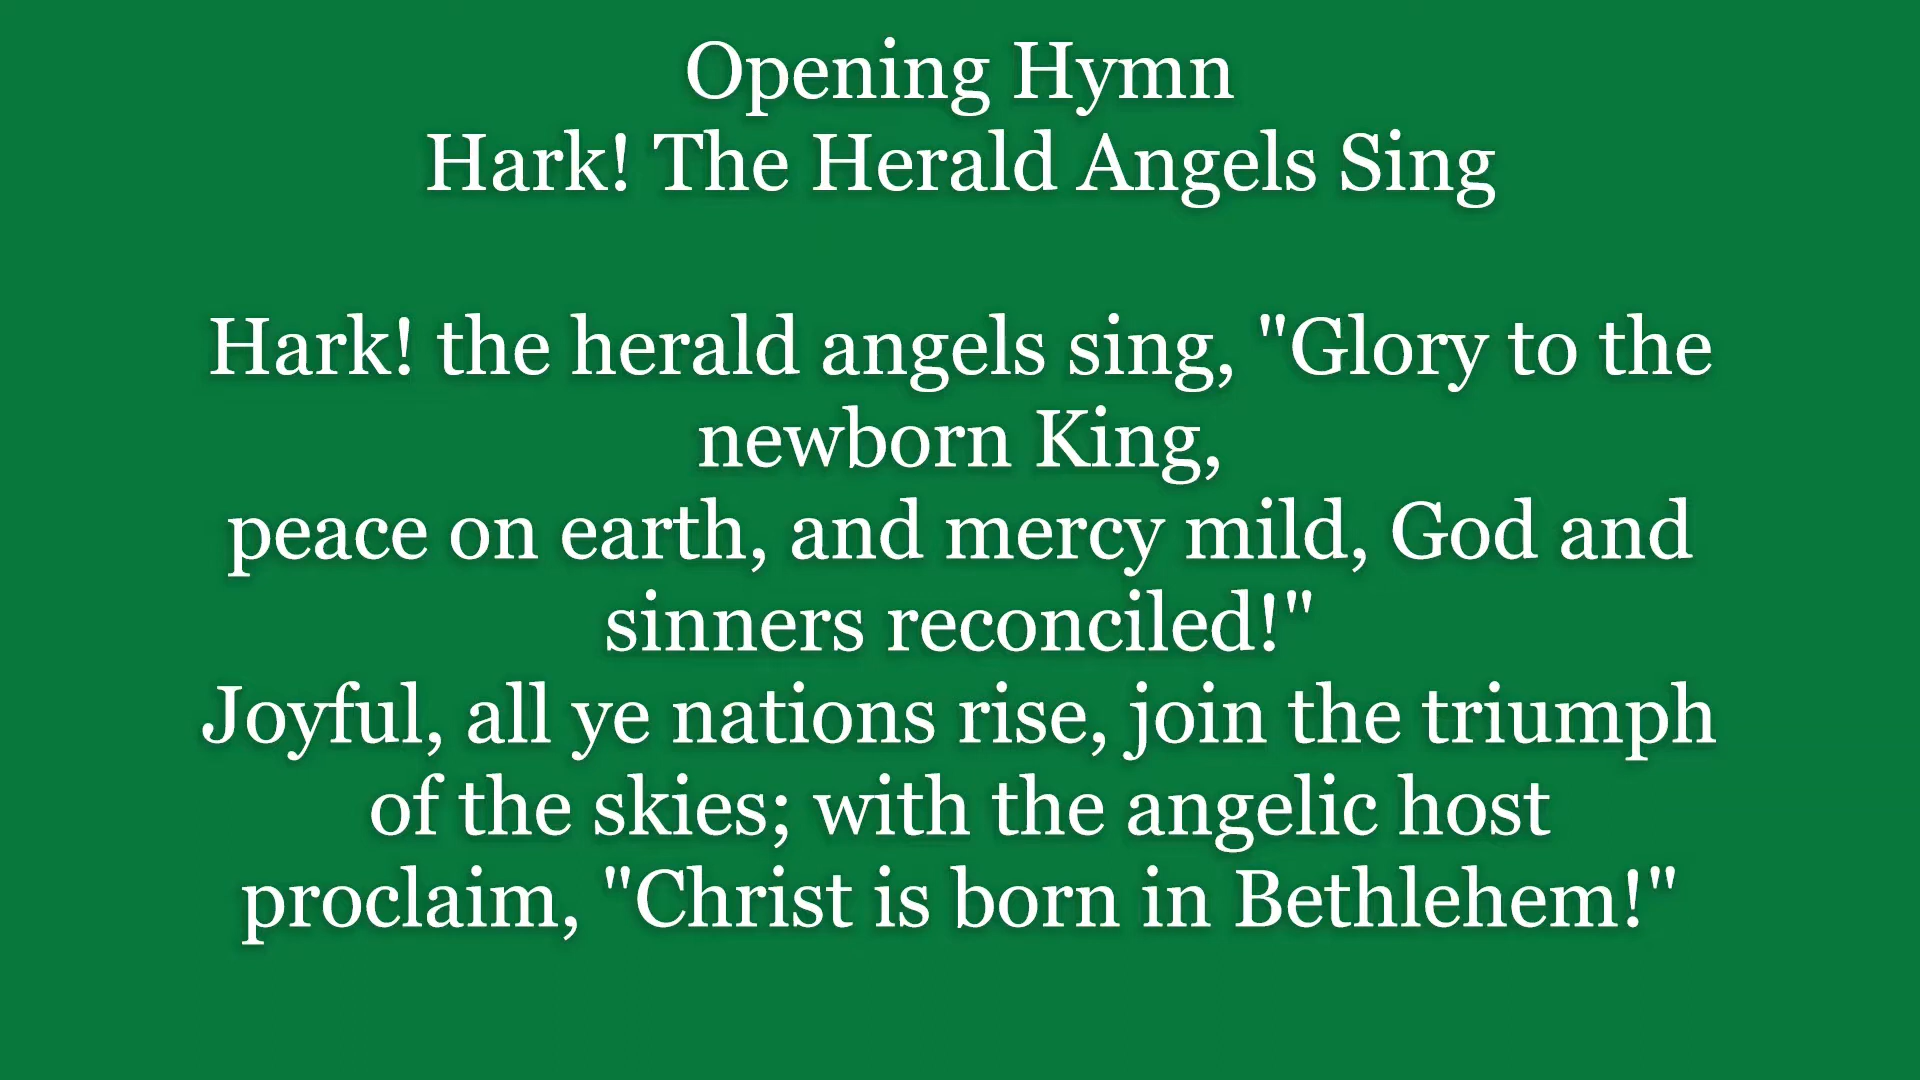 Opening Hymn
Hark! The Herald Angels Sing
Hark! the herald angels sing, "Glory to the
newborn King,
peace on earth, and mercy mild, God and
sinners reconciled!"
Joyful, all ye nations rise, join the triumph
of the skies; with the angelic host
proclaim, "Christ is born in Bethlehem!"